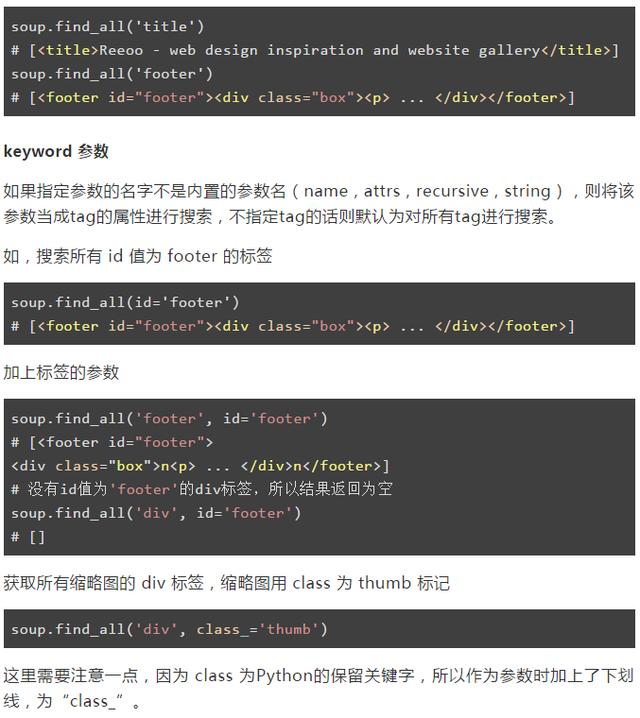 soup.find_all('title')
# [<title>Reeoo - web design inspiration and website gallery</title>]
soup.find_all('footer')
# [<footer id="footer"><div class="box"><p> ... </div></footer>]
keyword 参数
如果指定参数的名字不是内置的参数名（name，attrs，recursive，string），则将该
参数当成tag的属性进行搜索，不指定tag的话则默认为对所有tag进行搜索。
如，搜索所有 id 值为 footer 的标签
soup.find_all(id='footer')
# [<footer id="footer"><div class="box"><p> ... </div></footer>]
加上标签的参数
soup.find_all('footer', id='footer')
# [<footer id="footer">
<div class="box">n<p> ... </div>n</footer>]
# 没有id值为'footer'的div标签，所以结果返回为空
soup.find_all('div', id='footer')
# []
获取所有缩略图的 div 标签，缩略图用 class 为 thumb 标记
soup.find_all('div', class_='thumb')
这里需要注意一点，因为 class 为Python的保留关键字，所以作为参数时加上了下划
线，为“class_”。